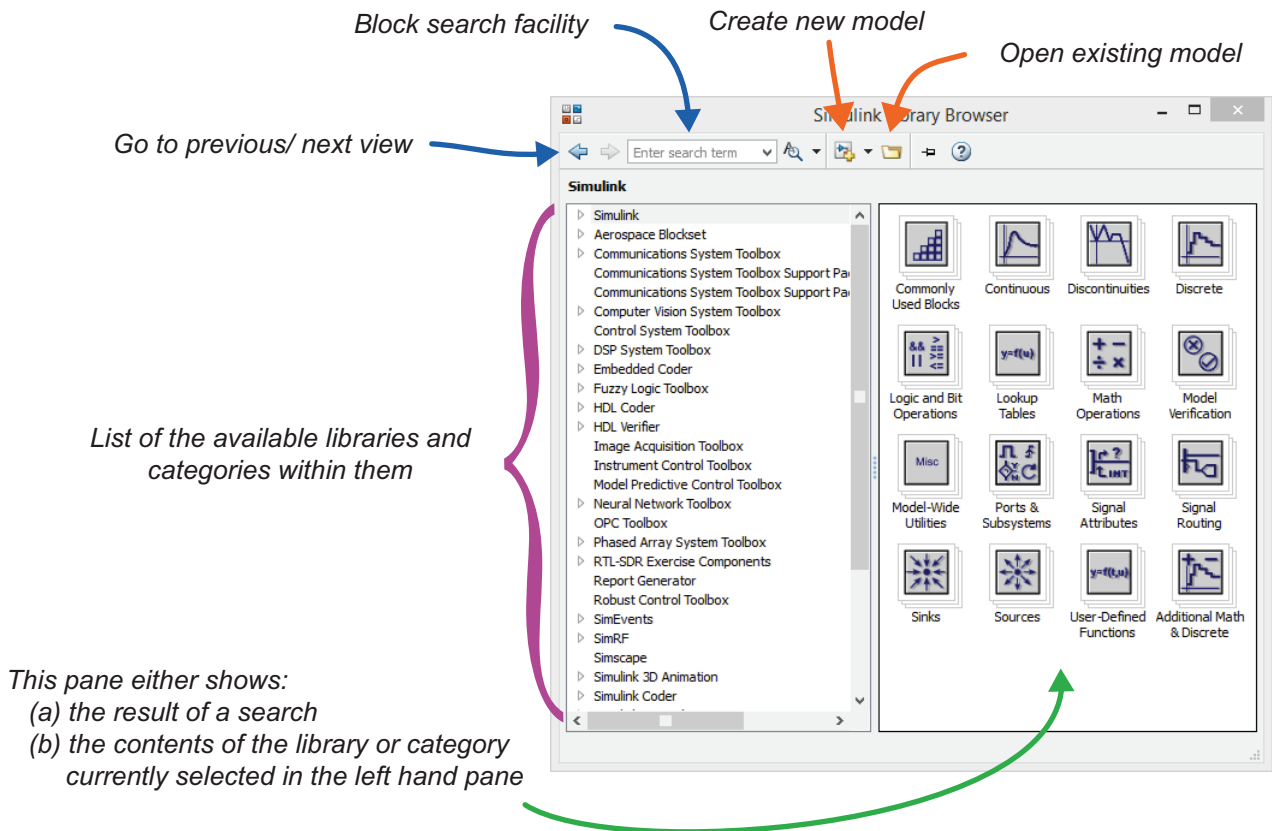 Block search facility
Create new model
Open existing model
Go to previous/ next view
Simulink Library Browser
Enter search term
Simulink
Simulink
Aerospace Blockset
Communications System Toolbox
Communications System Toolbox Support Pa
Communications System Toolbox Support Pa
Computer Vision System Toolbox
Control System Toolbox
DSP System Toolbox
Embedded Coder
Fuzzy Logic Toolbox
HDL Coder
HDL Verifier
Image Acquisition Toolbox
Instrument Control Toolbox
Model Predictive Control Toolbox
Neural Network Toolbox
OPC Toolbox
Phased Array System Toolbox
RTL-SDR Exercise Components
Report Generator
Robust Control Toolbox
SimEvents
SimRF
Simscape
Simulink 3D Animation
Simulink Coder
Commonly
Used Blocks
Continuous
Discontinuities
Discrete
&& > ==
|| >= <=
y=f(u)
+ −
÷ ×
Logic and Bit
Operations
Lookup
Tables
Math
Operations
Model
Verification
Misc
Y
N
?
INT
Model-Wide
Utilities
Ports &
Subsystems
Signal
Attributes
Signal
Routing
y=f(t,u)
+ −
Sinks
Sources
User-Defined
Functions
Additional Math
& Discrete
List of the available libraries and
categories within them
This pane either shows:
(a) the result of a search
(b) the contents of the library or category
currently selected in the left hand pane